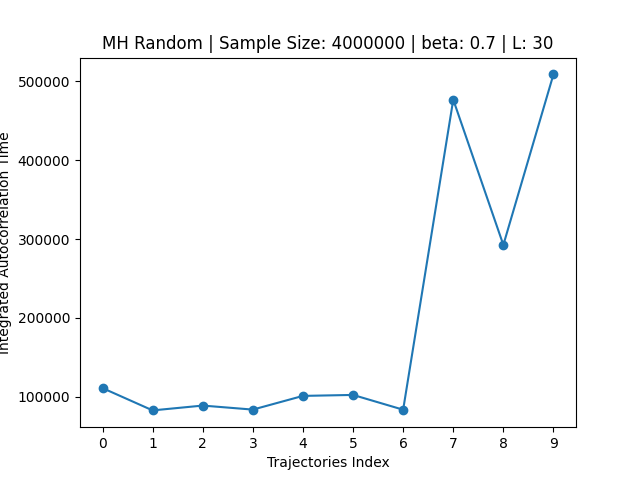 MH Random | Sample Size: 4000000 | beta: 0.7 | L: 30
500000
400000
300000
200000
100000
Integrated Autocorrelation Time
0 1 2 3 4 5 6 7 8 9
Trajectories Index